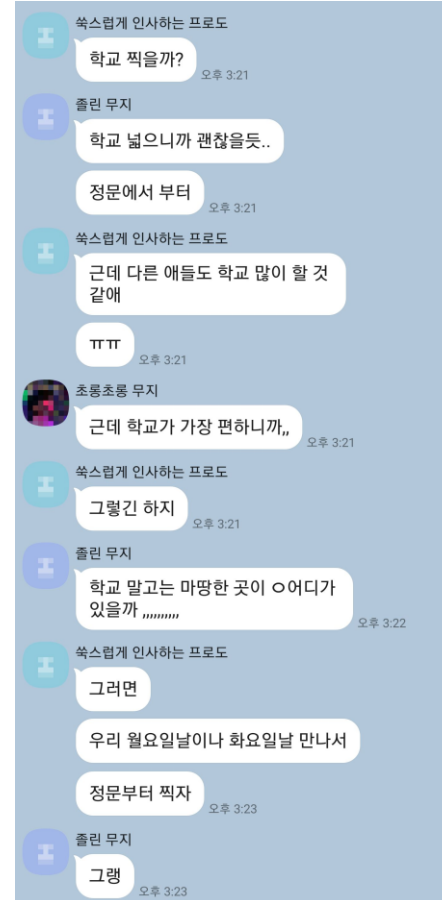 쑥스럽게 인사하는 프로도
학교 찍을까?
오후 3:21
졸린 무지
학교 넓으니까 괜찮을듯..
정문에서 부터
오후 3:21
쑥스럽게 인사하는 프로도
근데 다른 애들도 학교 많이 할 것
같애
ㅠㅠ
오후 3:21
초롱초롱 무지
근데 학교가 가장 편하니까,,
오후 3:21
쑥스럽게 인사하는 프로도
그렇긴 하지
오후 3:21
졸린 무지
학교 말고는 마땅한 곳이 ㅇ어디가
있을까 ,,,,,,,,,,
오후 3:22
쑥스럽게 인사하는 프로도
그러면
우리 월요일날이나 화요일날 만나서
정문부터 찍자
오후 3:23
졸린 무지
그랭
오후 3:23